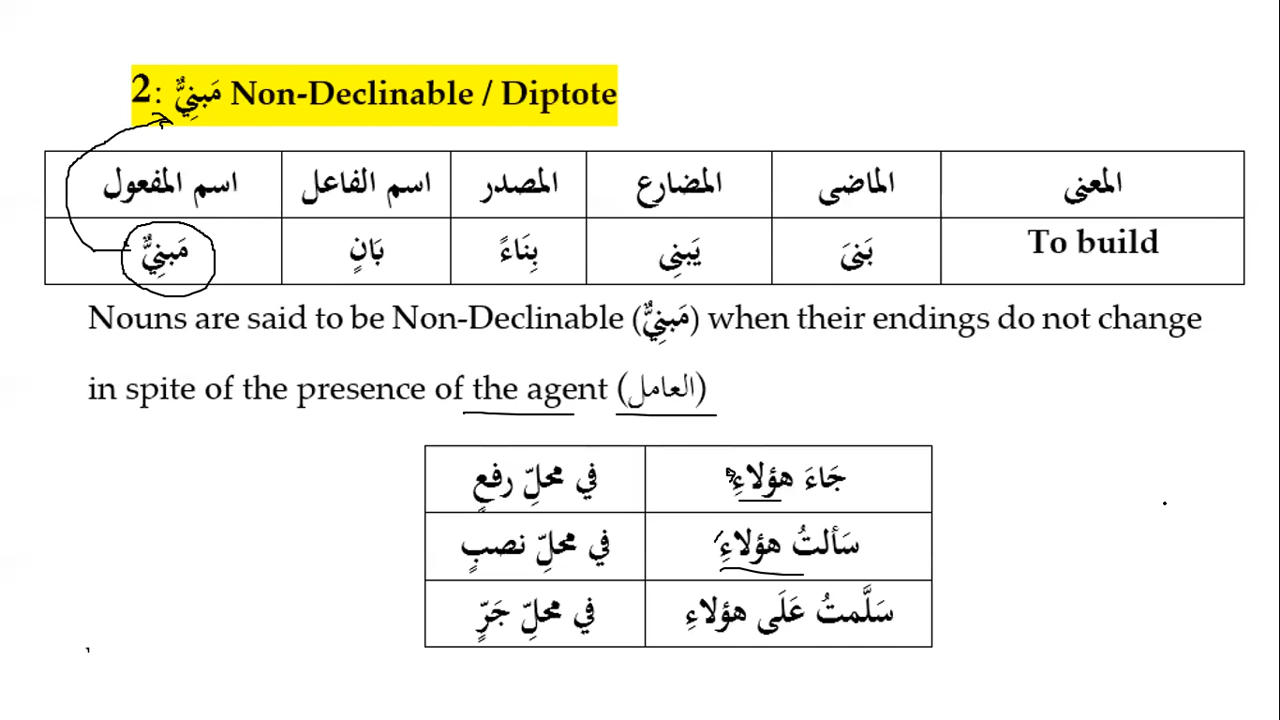 2: مَبنِيٌّ Non-Declinable / Diptote
المعنى الماضى المضارع المصدر اسم الفاعل اسم المفعول
To build بَنىَ يَبنِى بِنَاءً بَانٍ مَبنِيٌّ
Nouns are said to be Non-Declinable (مَبنِيٌّ) when their endings do not change
in spite of the presence of the agent (العامل)
جَاءَ هؤلاءِ في محلِّ رفعٍ
سَألتُ هؤلاءِ في محلِّ نصبٍ
سَلَّمتُ عَلَى هؤلاءِ في محلِّ جَرٍّ